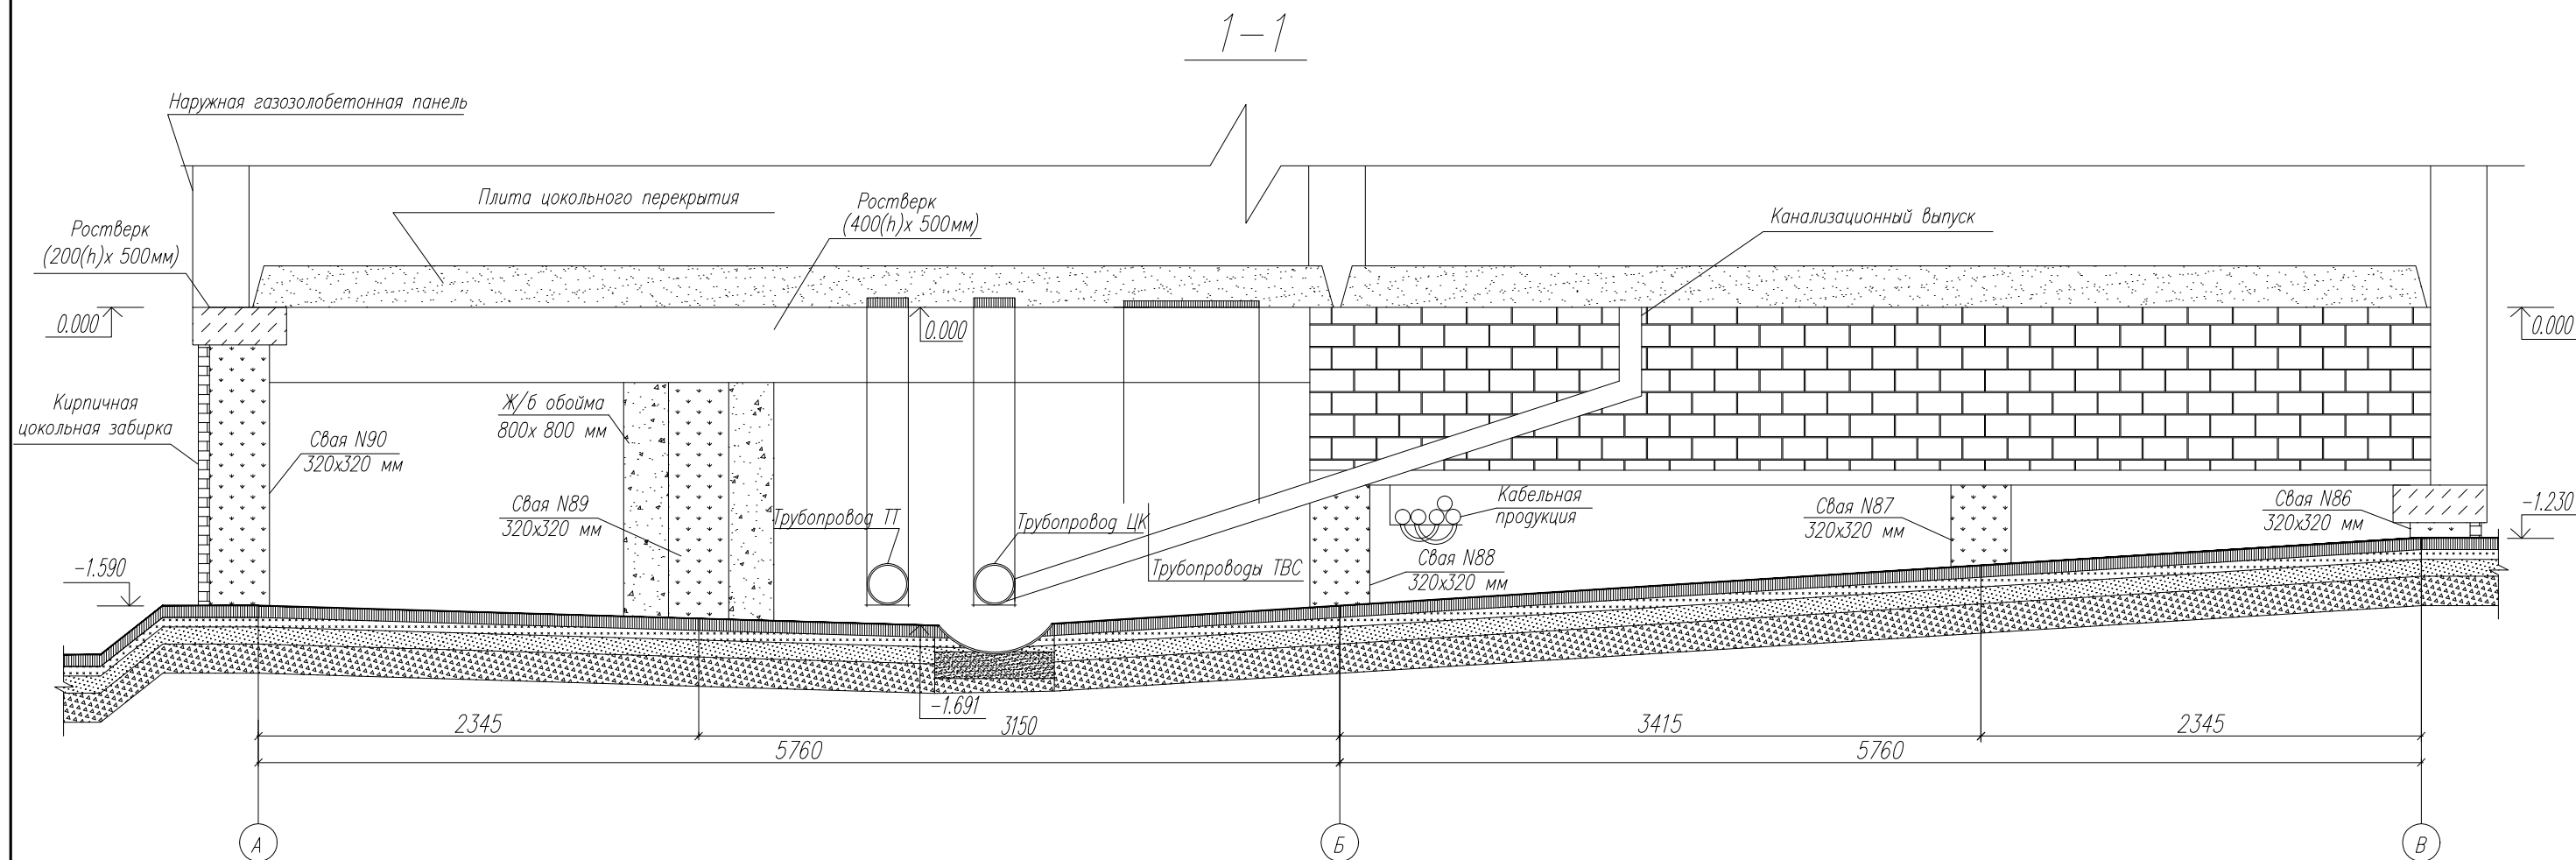 1-1
Наружная газозолобетонная панель
Плита цокольного перекрытия
Ростверк
(400(h)х 500мм)
Канализационный выпуск
Ростверк
(200(h)х 500мм)
0.000
0.000
0.000
Кирпичная
цокольная забирка
Свая N90
320х320 мм
Ж/б обойма
800х 800 мм
Свая N89
320х320 мм
Трубопровод ТТ
Трубопровод ЦК
Трубопроводы ТВС
Кабельная
продукция
Свая N88
320х320 мм
Свая N87
320х320 мм
Свая N86
320х320 мм
-1.230
-1.590
-1.691
2345
3150
3415
2345
5760
5760
А
Б
В